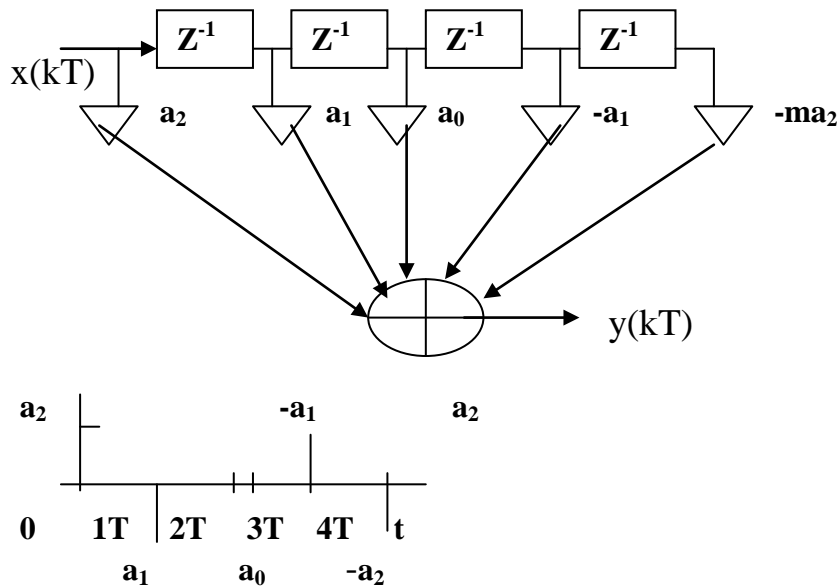 Z⁻¹ Z⁻¹ Z⁻¹ Z⁻¹
x(kT)
a₂ a₁ a₀ -a₁ -ma₂
y(kT)
a₂ -a₁ a₂
0 1T 2T 3T 4T t
a₁ a₀ -a₂